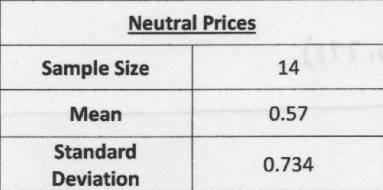 Neutral Prices
Sample Size 14
Mean 0.57
Standard
Deviation 0.734